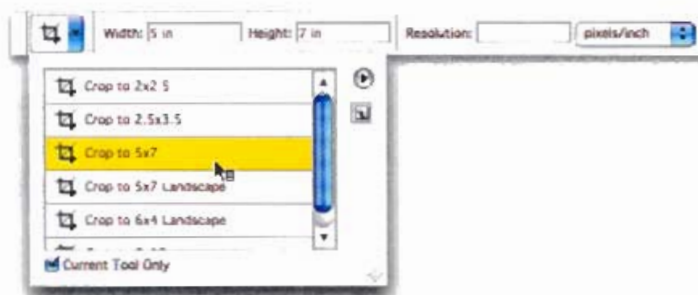 Width: 5 in Height: 7 in Resolution: pixels/inch
Crop to 2x2 5
Crop to 2.5x3.5
Crop to 5x7
Crop to 5x7 Landscape
Crop to 6x4 Landscape
Current Tool Only